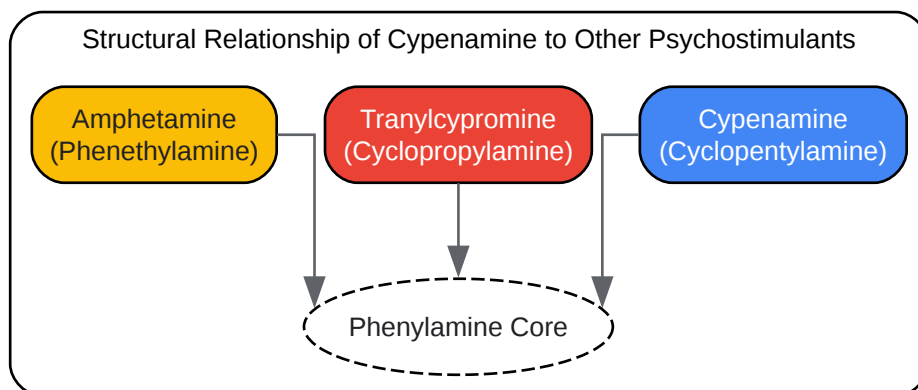 Structural Relationship of Cypenamine to Other Psychostimulants
Amphetamine
(Phenethylamine)
Tranylcypromine
(Cyclopropylamine)
Cypenamine
(Cyclopentylamine)
Phenylamine Core